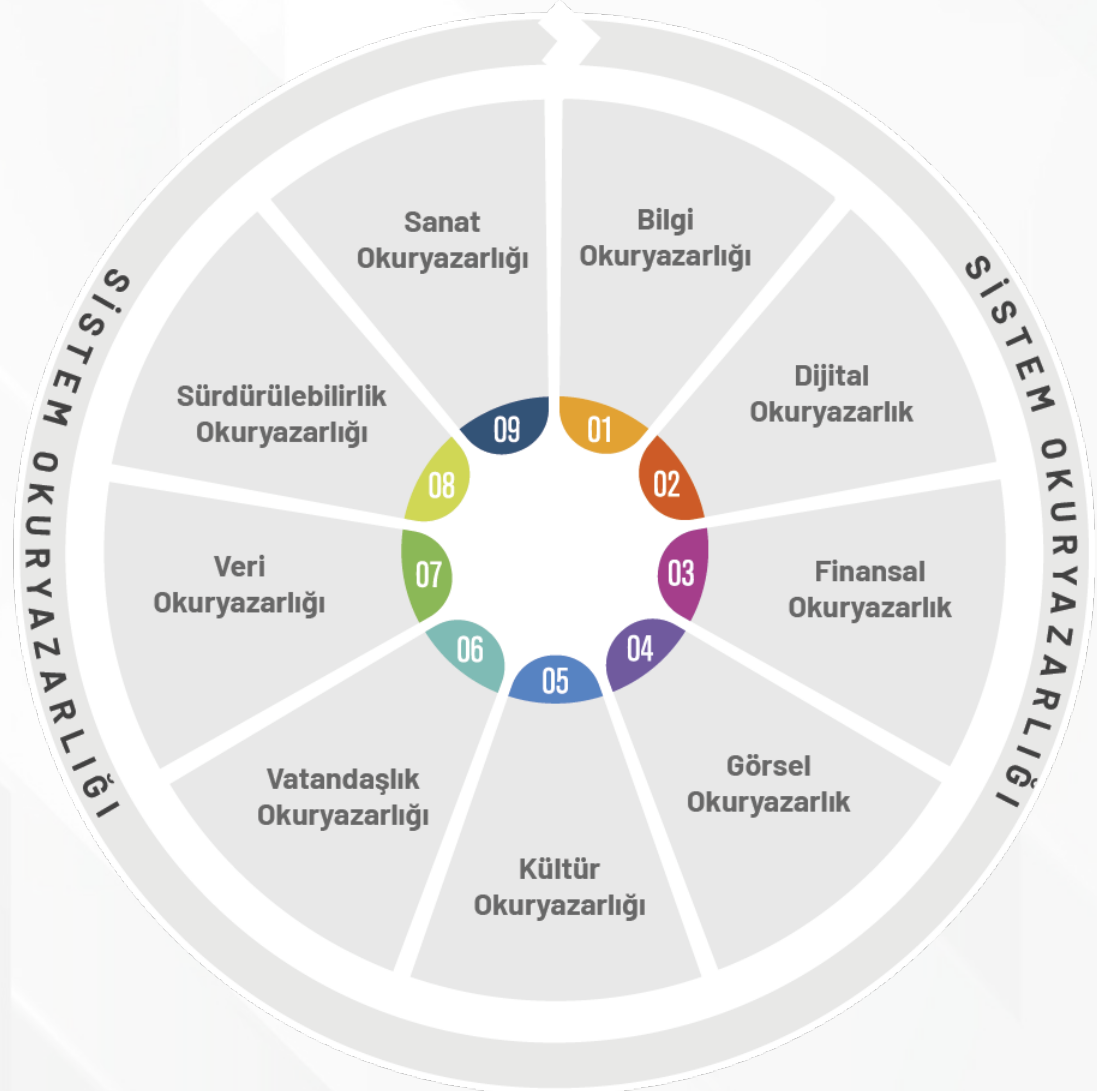 SİSTEM OKURYAZARLIĞI
SİSTEM OKURYAZARLIĞI
01
Bilgi
Okuryazarlığı
02
Dijital
Okuryazarlık
03
Finansal
Okuryazarlık
04
Görsel
Okuryazarlık
05
Kültür
Okuryazarlığı
06
Vatandaşlık
Okuryazarlığı
07
Veri
Okuryazarlığı
08
Sürdürülebilirlik
Okuryazarlığı
09
Sanat
Okuryazarlığı